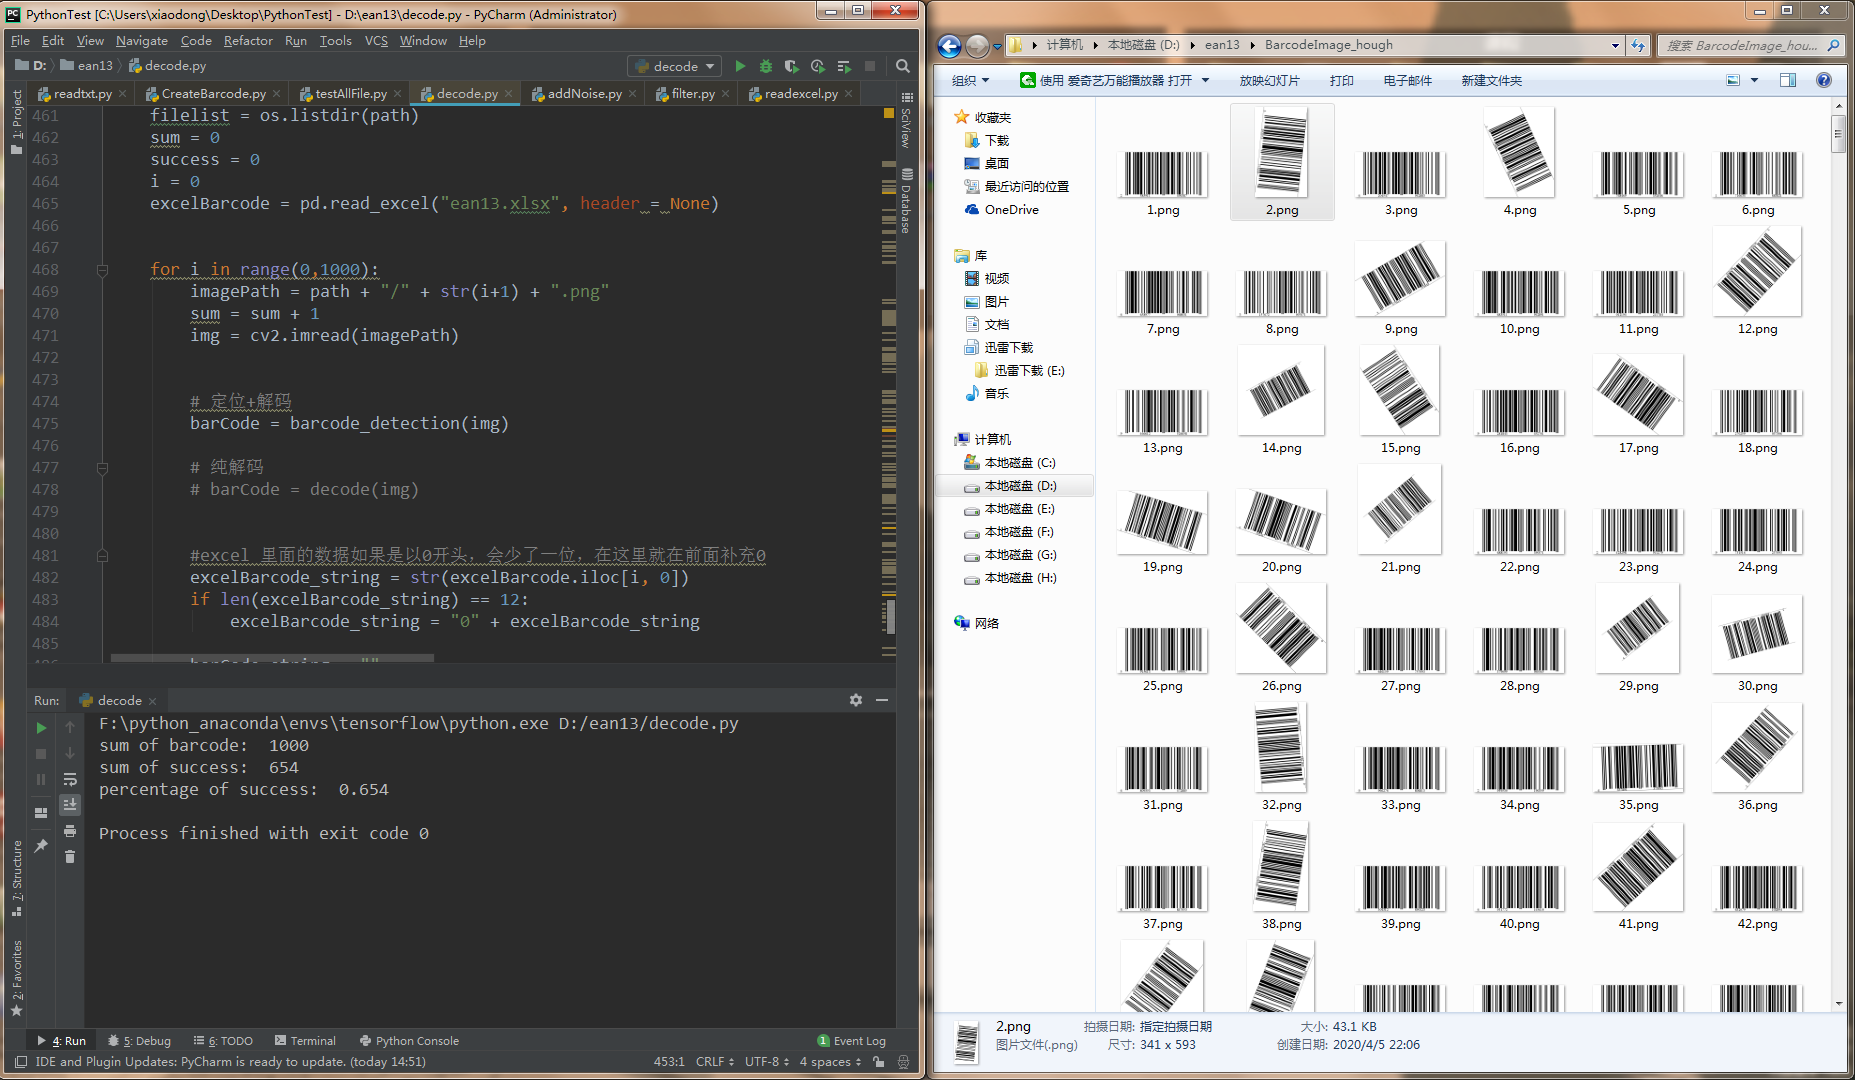 PythonTest [C:\Users\xiaodong\Desktop\PythonTest] - D:\ean13\decode.py - PyCharm (Administrator)
File Edit View Navigate Code Refactor Run Tools VCS Window Help
D: ean13 decode.py decode
readtxt.py CreateBarcode.py testAllFile.py decode.py addNoise.py filter.py readexcel.py
1: Project
SciView
Database
461 filelist = os.listdir(path)
462 sum = 0
463 success = 0
464 i = 0
465 excelBarcode = pd.read_excel("ean13.xlsx", header = None)
466
467
468 for i in range(0,1000):
469 imagePath = path + "/" + str(i+1) + ".png"
470 sum = sum + 1
471 img = cv2.imread(imagePath)
472
473
474 # 定位+解码
475 barCode = barcode_detection(img)
476
477 # 纯解码
478 # barCode = decode(img)
479
480
481 #excel 里面的数据如果是以0开头，会少了一位，在这里就在前面补充0
482 excelBarcode_string = str(excelBarcode.iloc[i, 0])
483 if len(excelBarcode_string) == 12:
484 excelBarcode_string = "0" + excelBarcode_string
485
Run: decode
F:\python_anaconda\envs\tensorflow\python.exe D:/ean13/decode.py
sum of barcode:  1000
sum of success:  654
percentage of success:  0.654
Process finished with exit code 0
7: Structure
2: Favorites
4: Run 5: Debug 6: TODO Terminal Python Console 1 Event Log
IDE and Plugin Updates: PyCharm is ready to update. (today 14:51) 453:1 CRLF UTF-8 4 spaces
计算机 本地磁盘 (D:) ean13 BarcodeImage_hough 搜索 BarcodeImage_hou...
组织 使用 爱奇艺万能播放器 打开 放映幻灯片 打印 电子邮件 新建文件夹
收藏夹
下载
桌面
最近访问的位置
OneDrive
库
视频
图片
文档
迅雷下载
迅雷下载 (E:)
音乐
计算机
本地磁盘 (C:)
本地磁盘 (D:)
本地磁盘 (E:)
本地磁盘 (F:)
本地磁盘 (G:)
本地磁盘 (H:)
网络
1.png 2.png 3.png 4.png 5.png 6.png
7.png 8.png 9.png 10.png 11.png 12.png
13.png 14.png 15.png 16.png 17.png 18.png
19.png 20.png 21.png 22.png 23.png 24.png
25.png 26.png 27.png 28.png 29.png 30.png
31.png 32.png 33.png 34.png 35.png 36.png
37.png 38.png 39.png 40.png 41.png 42.png
2.png 拍摄日期: 指定拍摄日期 大小: 43.1 KB
图片文件(.png) 尺寸: 341 x 593 创建日期: 2020/4/5 22:06